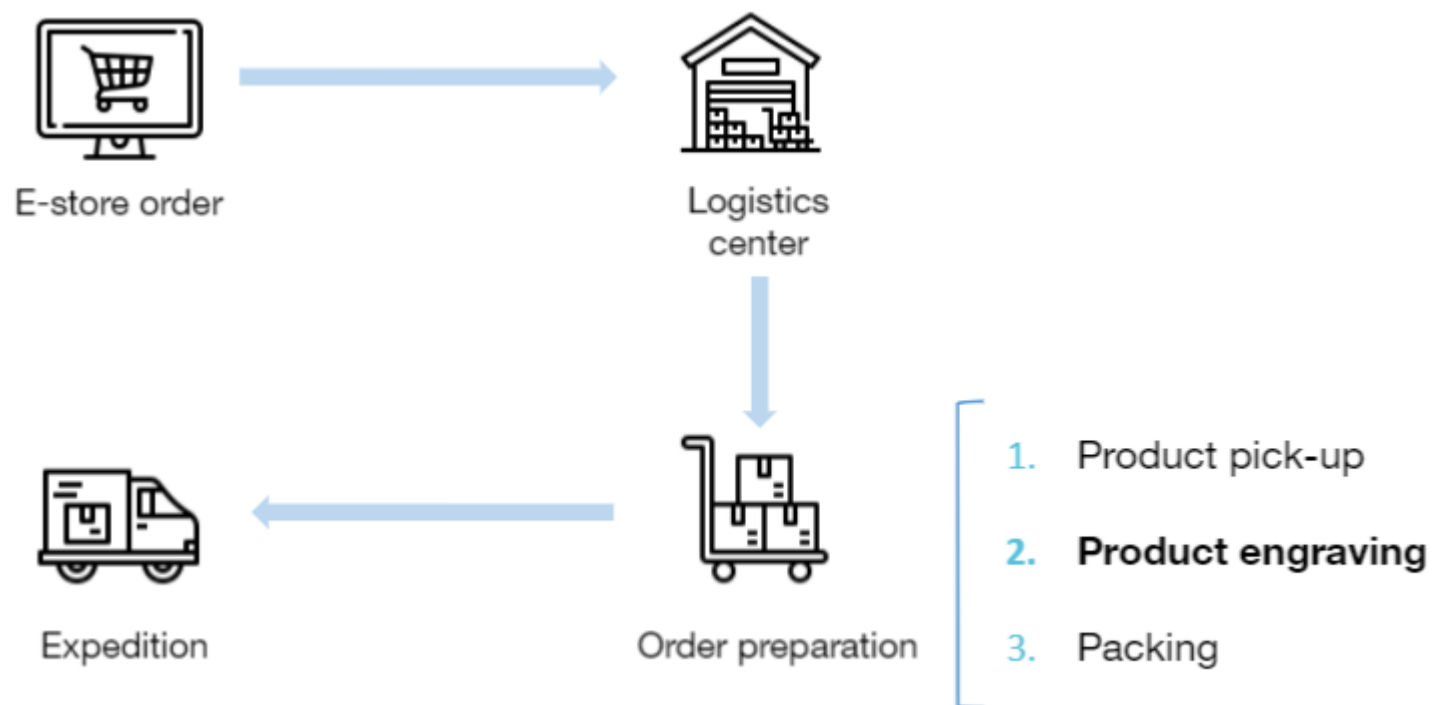 E-store order
Logistics
center
1. Product pick-up
2. Product engraving
3. Packing
Order preparation
Expedition